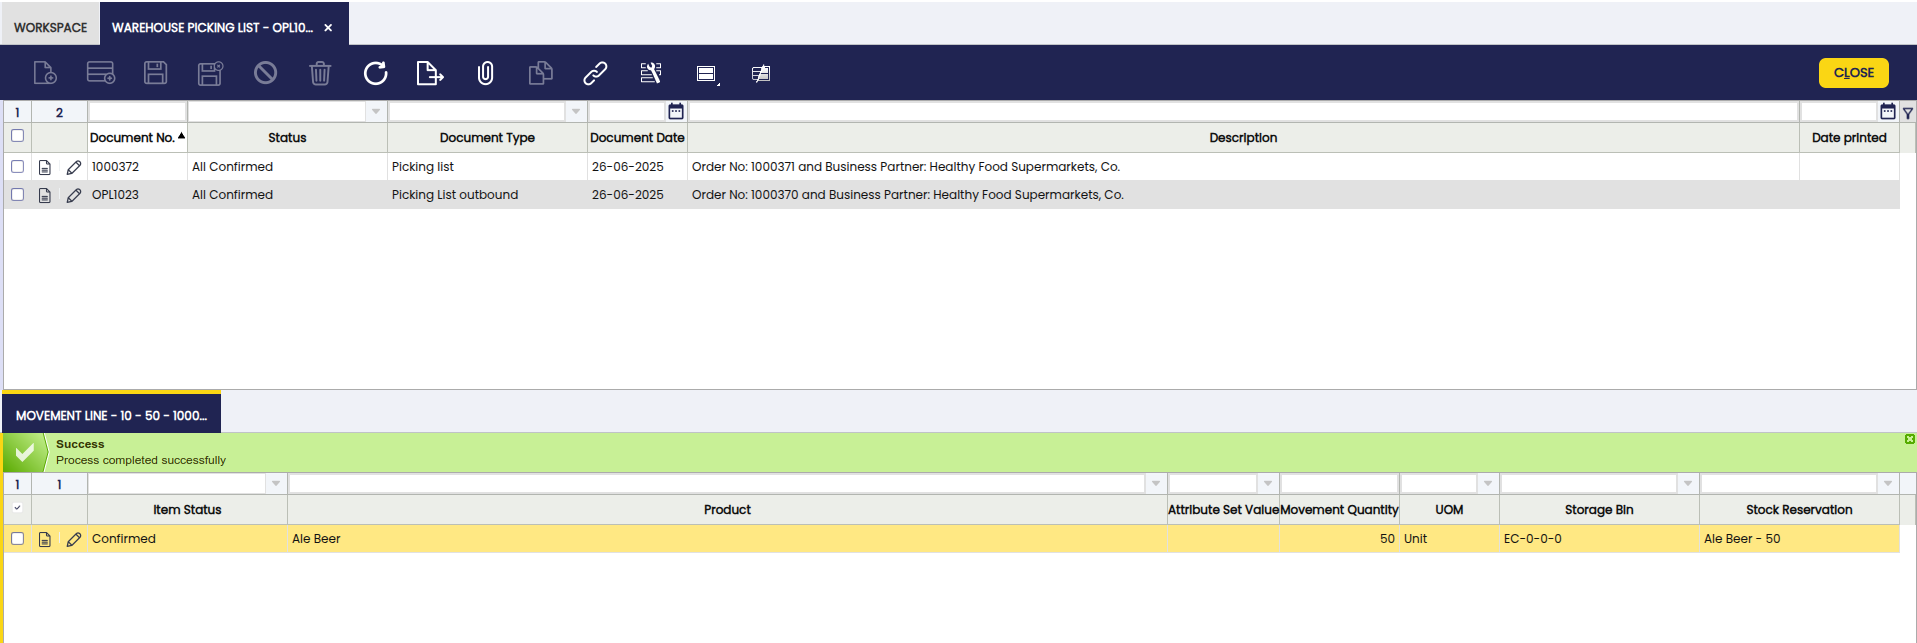 WORKSPACE WAREHOUSE PICKING LIST - OPL10... ×
CLOSE
1 2
Document No. Status Document Type Document Date Description Date printed
1000372 All Confirmed Picking list 26-06-2025 Order No: 1000371 and Business Partner: Healthy Food Supermarkets, Co.
OPL1023 All Confirmed Picking List outbound 26-06-2025 Order No: 1000370 and Business Partner: Healthy Food Supermarkets, Co.
MOVEMENT LINE - 10 - 50 - 1000...
Success
Process completed successfully
1 1
Item Status Product Attribute Set Value Movement Quantity UOM Storage Bin Stock Reservation
Confirmed Ale Beer 50 Unit EC-0-0-0 Ale Beer - 50